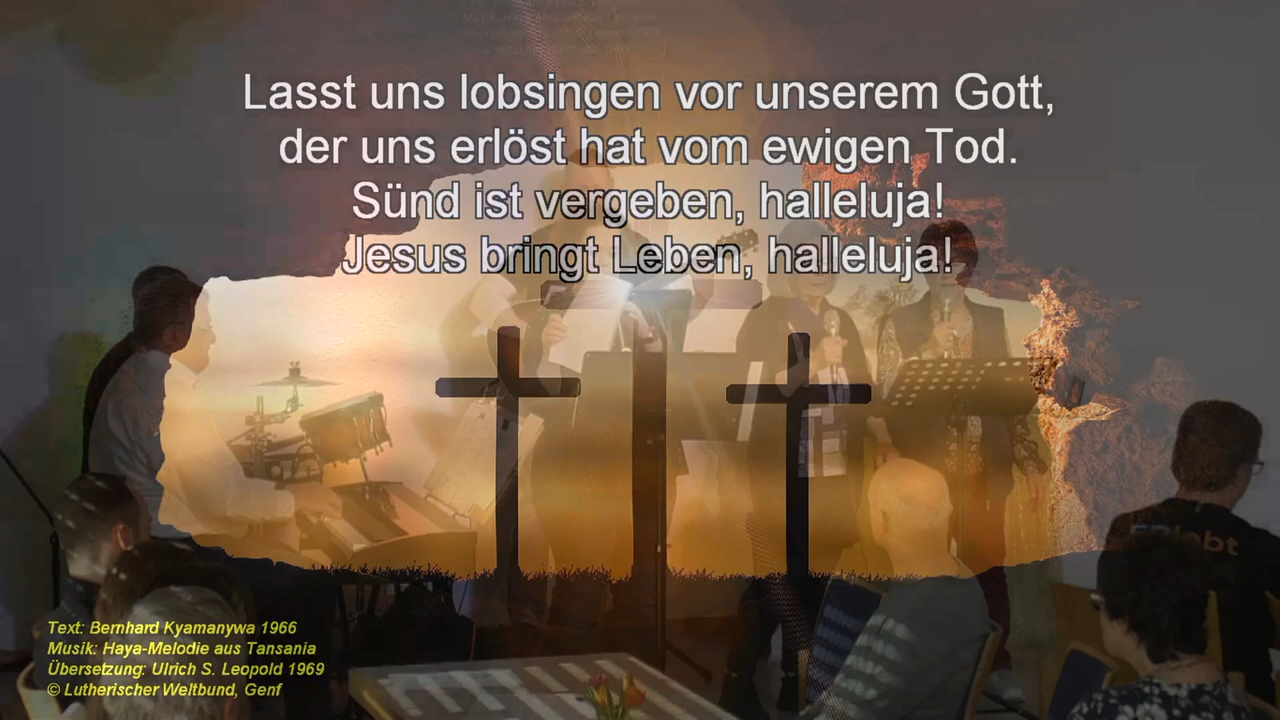 Lasst uns lobsingen vor unserem Gott,
der uns erlöst hat vom ewigen Tod.
Sünd ist vergeben, halleluja!
Jesus bringt Leben, halleluja!
Text: Bernhard Kyamanywa 1966
Musik: Haya-Melodie aus Tansania
Übersetzung: Ulrich S. Leopold 1969
© Lutherischer Weltbund, Genf